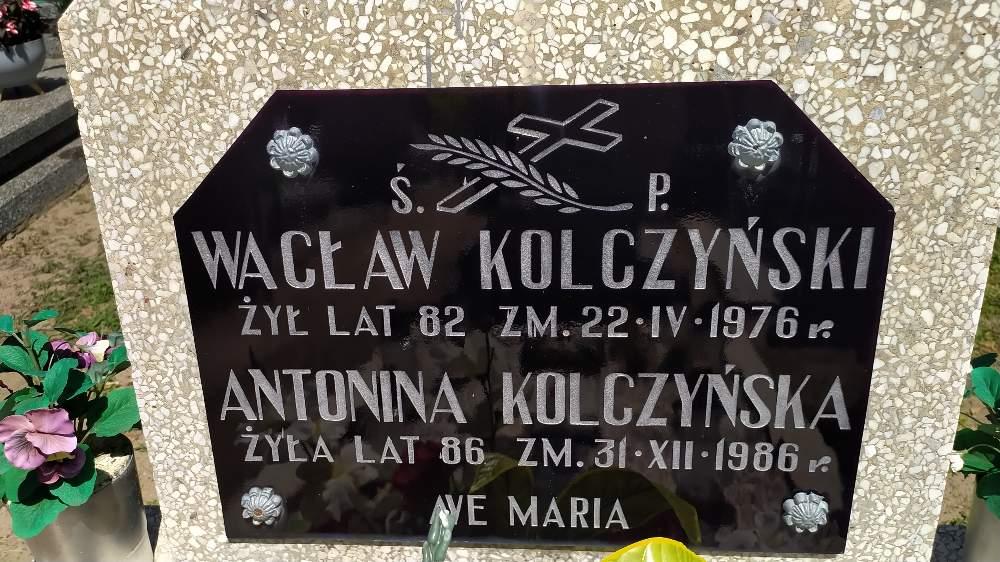 Ś. P.
WACŁAW KOLCZYŃSKI
ŻYŁ LAT 82 ZM. 22·IV·1976 r.
ANTONINA KOLCZYŃSKA
ŻYŁA LAT 86 ZM. 31·XII·1986 r.
AVE MARIA